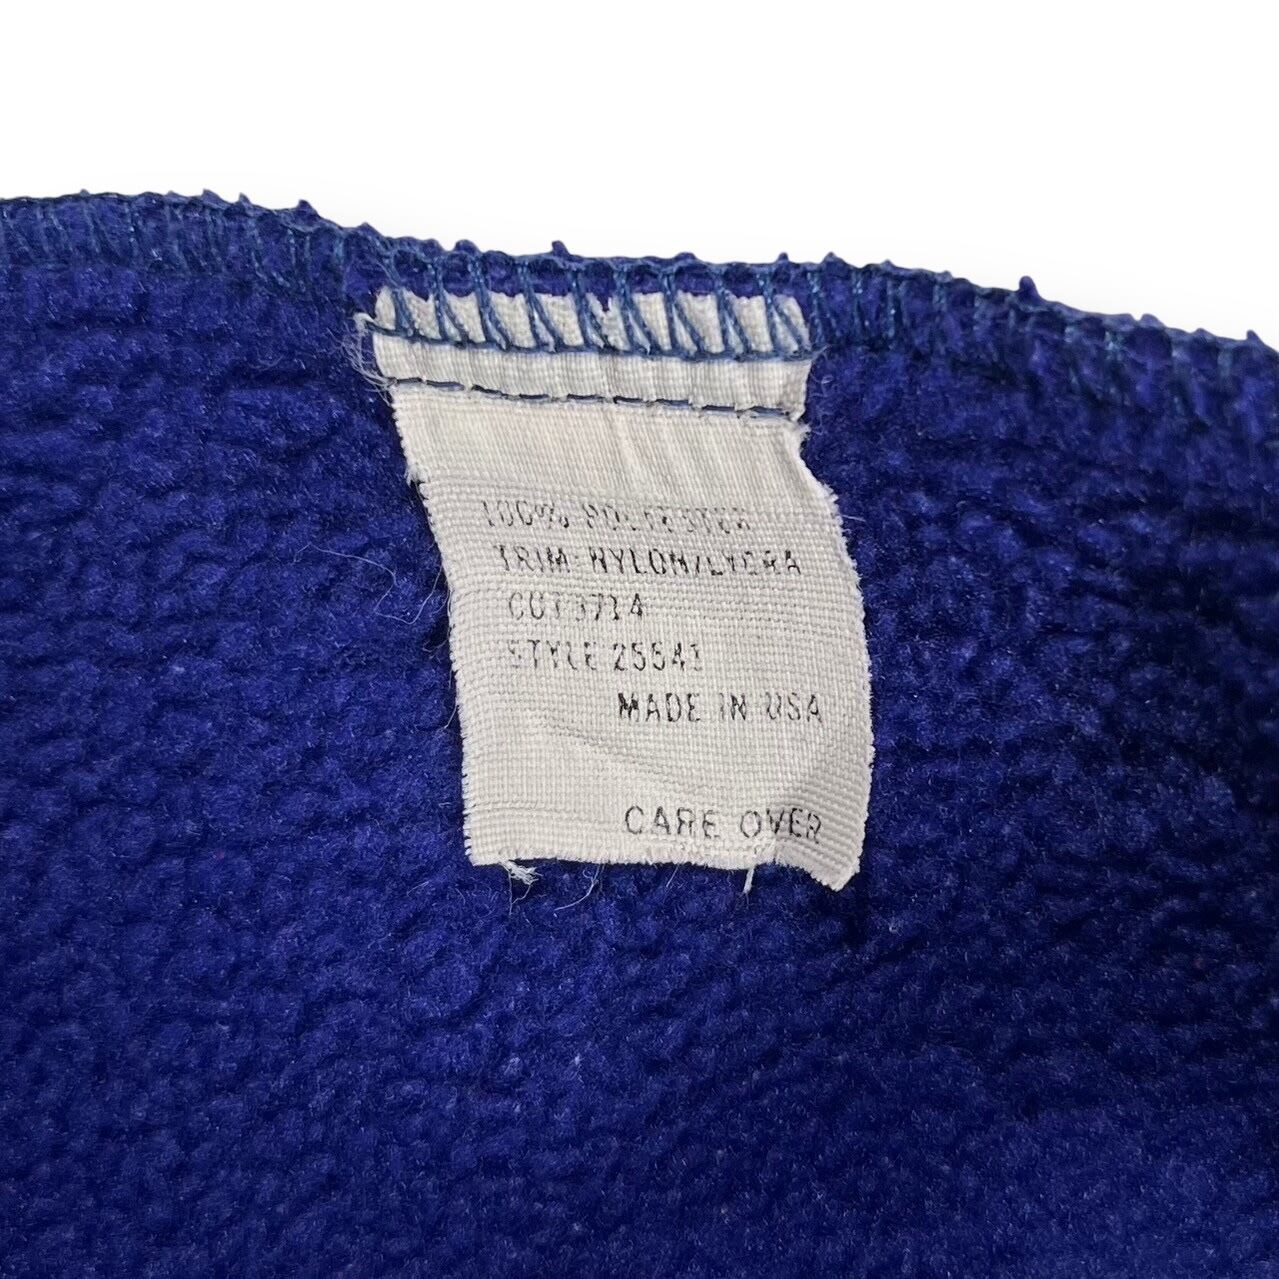 100% POLYESTER
TRIM: NYLON/LYCRA
CUT 3714
STYLE 25541
MADE IN USA
CARE OVER